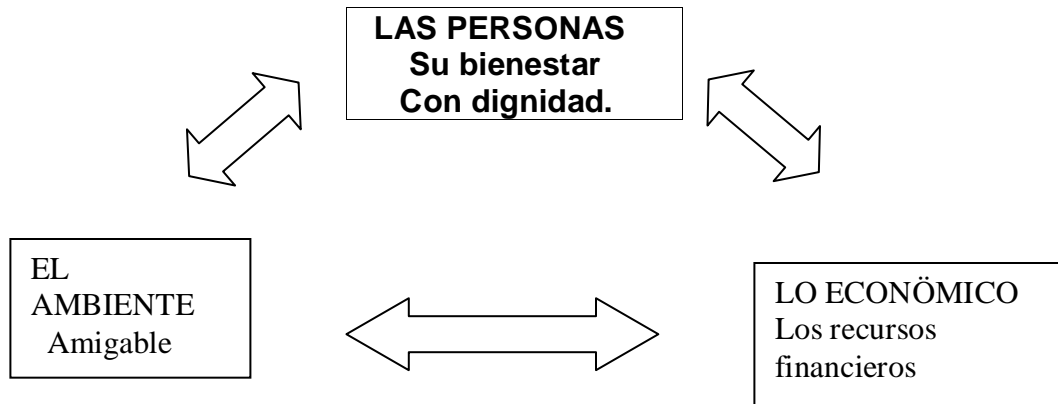 LAS PERSONAS
Su bienestar
Con dignidad.
EL
AMBIENTE
Amigable
LO ECONÖMICO
Los recursos
financieros